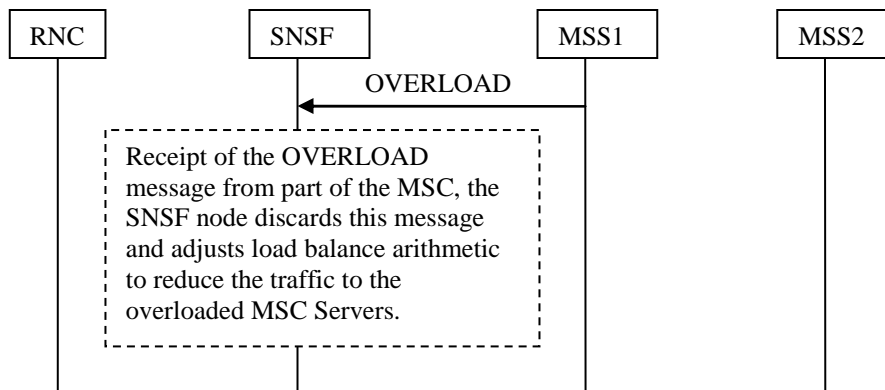 RNC
SNSF
MSS1
MSS2
OVERLOAD
Receipt of the OVERLOAD
message from part of the MSC, the
SNSF node discards this message
and adjusts load balance arithmetic
to reduce the traffic to the
overloaded MSC Servers.